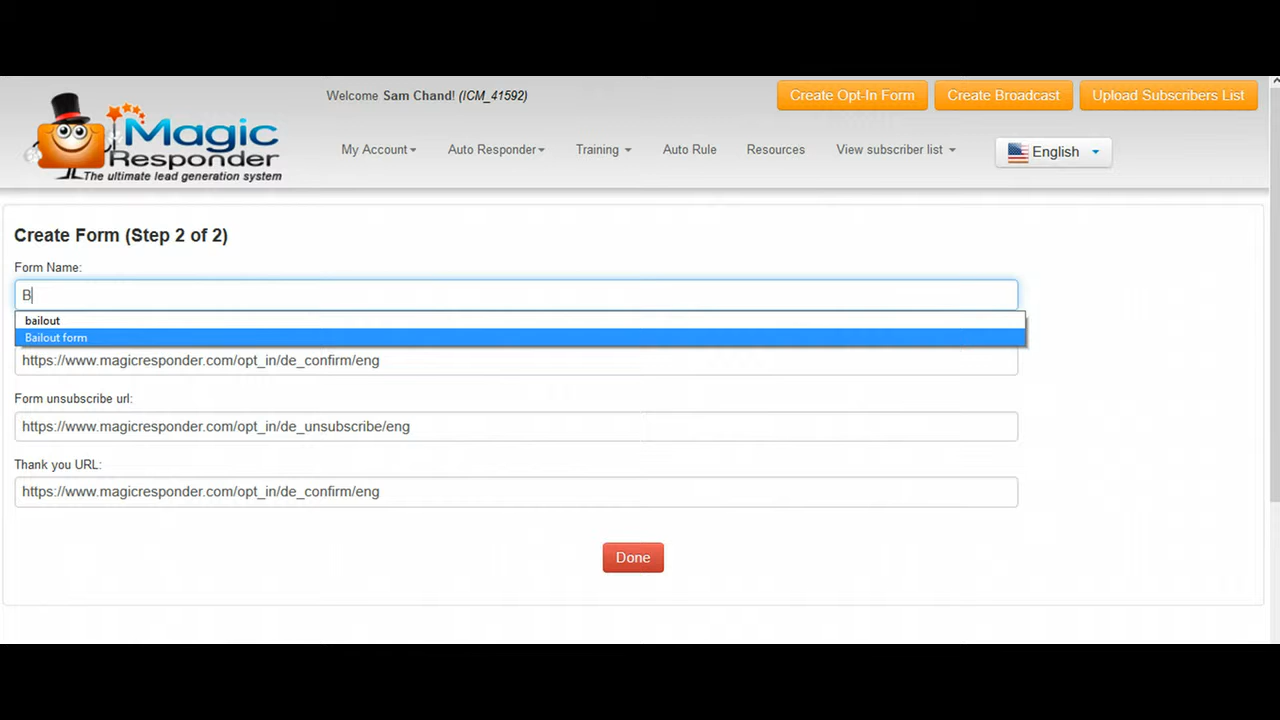 Welcome Sam Chand! (ICM_41592)
Create Opt-In Form
Create Broadcast
Upload Subscribers List
Magic
Responder
The ultimate lead generation system
My Account
Auto Responder
Training
Auto Rule
Resources
View subscriber list
English
Create Form (Step 2 of 2)
Form Name:
B
bailout
Bailout form
https://www.magicresponder.com/opt_in/de_confirm/eng
Form unsubscribe url:
https://www.magicresponder.com/opt_in/de_unsubscribe/eng
Thank you URL:
https://www.magicresponder.com/opt_in/de_confirm/eng
Done